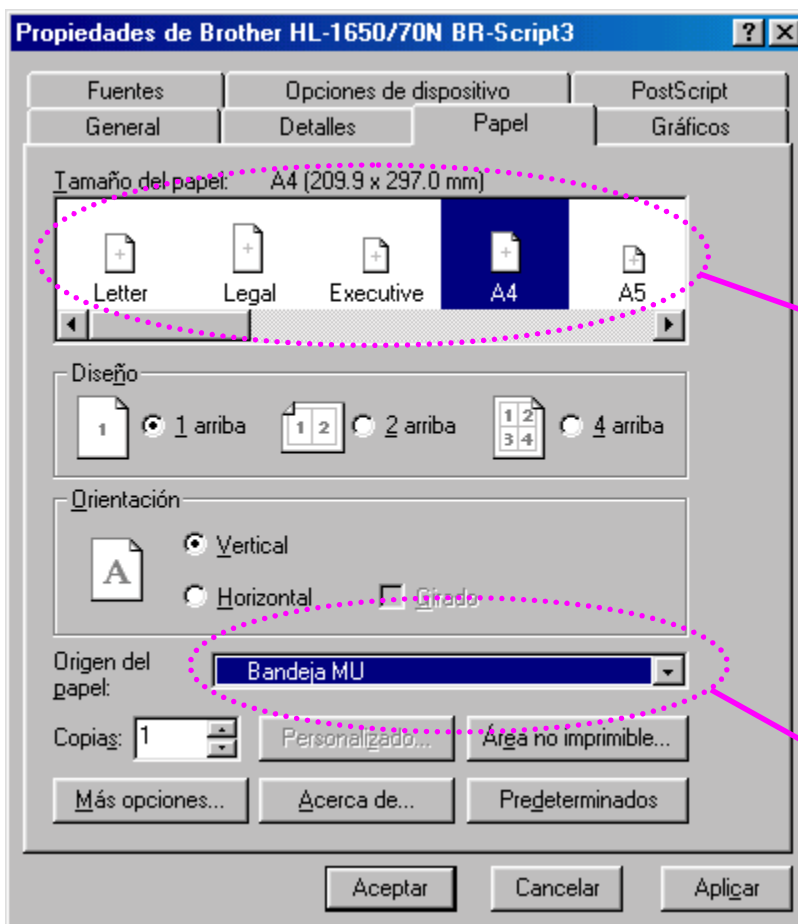 Propiedades de Brother HL-1650/70N BR-Script3
Fuentes Opciones de dispositivo PostScript
General Detalles Papel Gráficos
Tamaño del papel: A4 (209.9 x 297.0 mm)
Letter Legal Executive A4 A5
Diseño
1 1 arriba 1 2 2 arriba 1 2 3 4 4 arriba
Orientación
A Vertical
Horizontal Girado
Origen del papel: Bandeja MU
Copias: 1 Personalizado... Área no imprimible...
Más opciones... Acerca de... Predeterminados
Aceptar Cancelar Aplicar